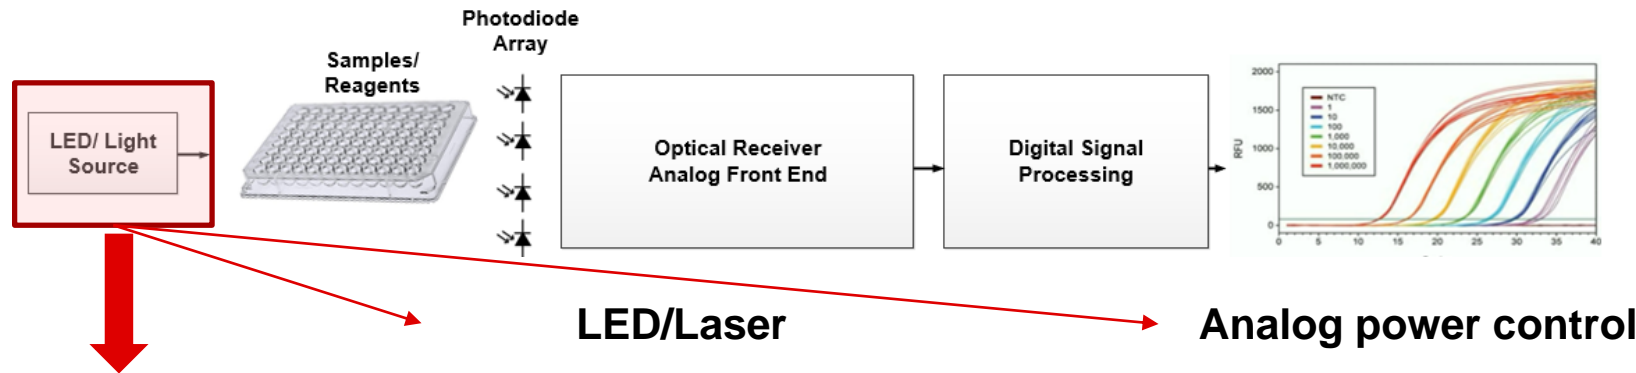 Photodiode
Array
Samples/
Reagents
LED/ Light
Source
Optical Receiver
Analog Front End
Digital Signal
Processing
2000
1500
1000
500
0
RFU
NTC
1
10
100
1,000
10,000
100,000
1,000,000
0 5 10 15 20 25 30 35 40
LED/Laser
Analog power control